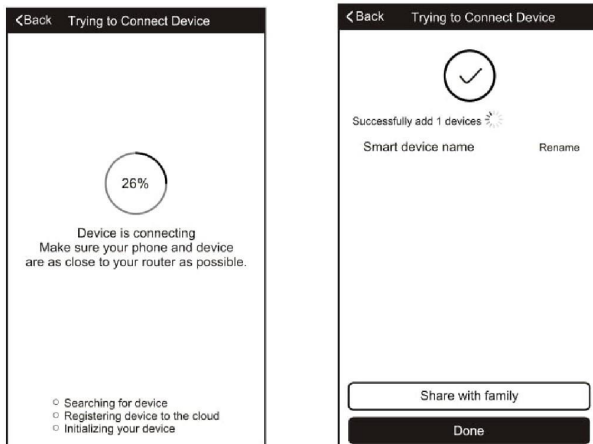 Back Trying to Connect Device
26%
Device is connecting
Make sure your phone and device
are as close to your router as possible.
Searching for device
Registering device to the cloud
Initializing your device
Back Trying to Connect Device
Successfully add 1 devices
Smart device name Rename
Share with family
Done